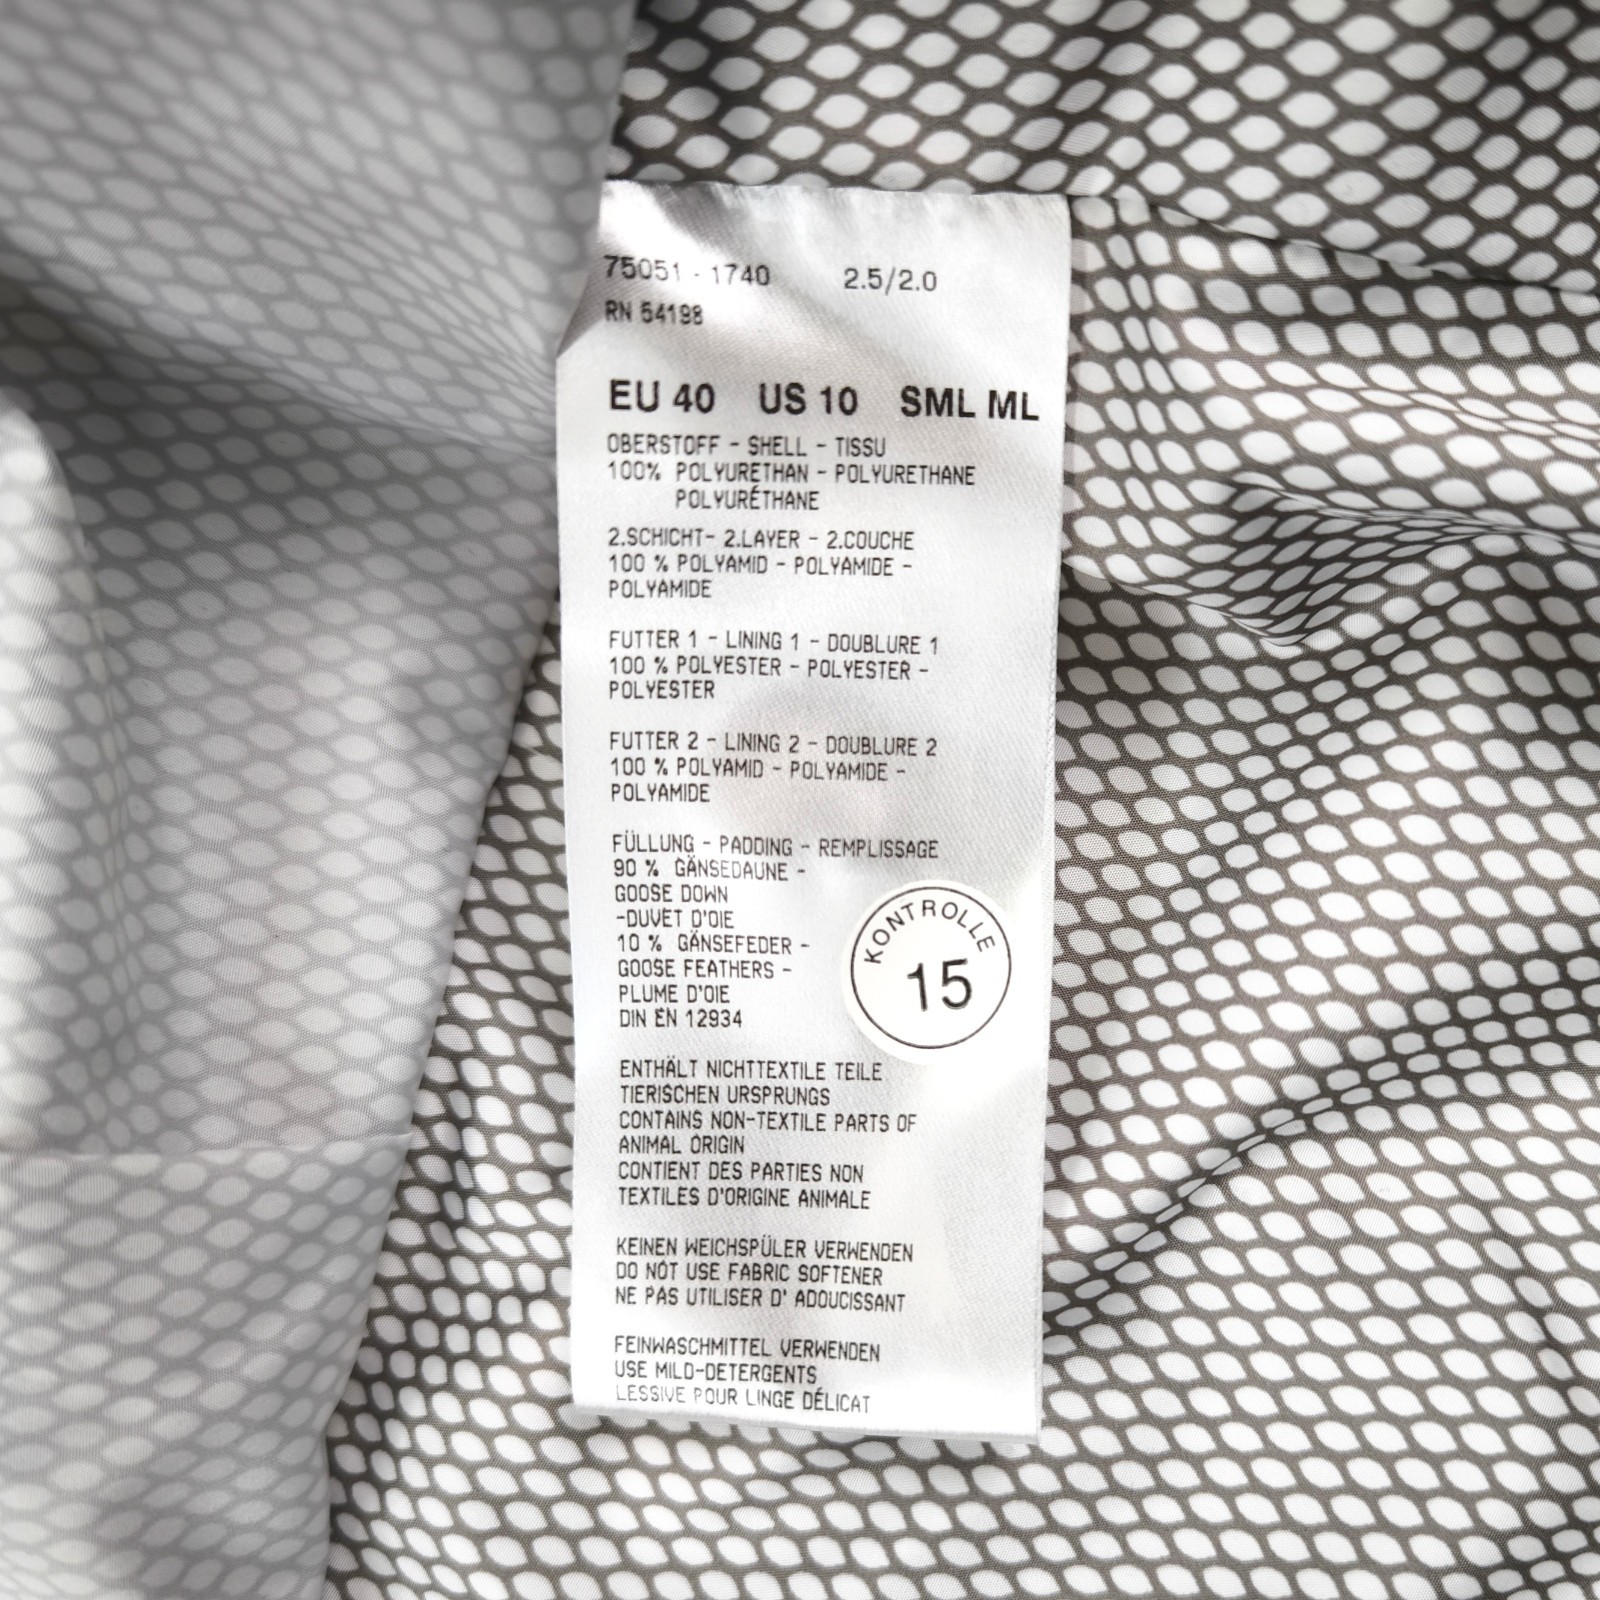 75051 - 1740 2.5/2.0
RN 54198
EU 40 US 10 SML ML
OBERSTOFF - SHELL - TISSU
100% POLYURETHAN - POLYURETHANE
POLYURÉTHANE
2.SCHICHT- 2.LAYER - 2.COUCHE
100 % POLYAMID - POLYAMIDE -
POLYAMIDE
FUTTER 1 - LINING 1 - DOUBLURE 1
100 % POLYESTER - POLYESTER -
POLYESTER
FUTTER 2 - LINING 2 - DOUBLURE 2
100 % POLYAMID - POLYAMIDE -
POLYAMIDE
FÜLLUNG - PADDING - REMPLISSAGE
90 % GÄNSEDAUNE -
GOOSE DOWN
-DUVET D'OIE
10 % GÄNSEFEDER -
GOOSE FEATHERS -
PLUME D'OIE
DIN EN 12934
KONTROLLE
15
ENTHÄLT NICHTTEXTILE TEILE
TIERISCHEN URSPRUNGS
CONTAINS NON-TEXTILE PARTS OF
ANIMAL ORIGIN
CONTIENT DES PARTIES NON
TEXTILES D'ORIGINE ANIMALE
KEINEN WEICHSPÜLER VERWENDEN
DO NOT USE FABRIC SOFTENER
NE PAS UTILISER D' ADOUCISSANT
FEINWASCHMITTEL VERWENDEN
USE MILD-DETERGENTS
LESSIVE POUR LINGE DÉLICAT